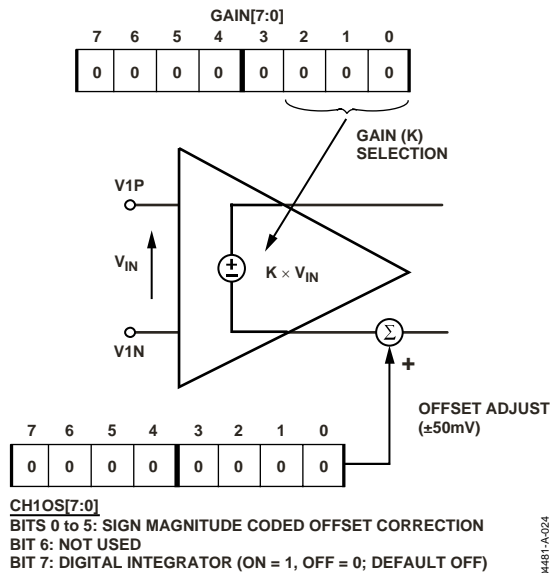 GAIN[7:0]
7 6 5 4 3 2 1 0
0 0 0 0 0 0 0 0
GAIN (K)
SELECTION
V1P
VIN
+
−
K × VIN
V1N
Σ
+
OFFSET ADJUST
(±50mV)
7 6 5 4 3 2 1 0
0 0 0 0 0 0 0 0
CH1OS[7:0]
BITS 0 to 5: SIGN MAGNITUDE CODED OFFSET CORRECTION
BIT 6: NOT USED
BIT 7: DIGITAL INTEGRATOR (ON = 1, OFF = 0; DEFAULT OFF)
04481-A-024